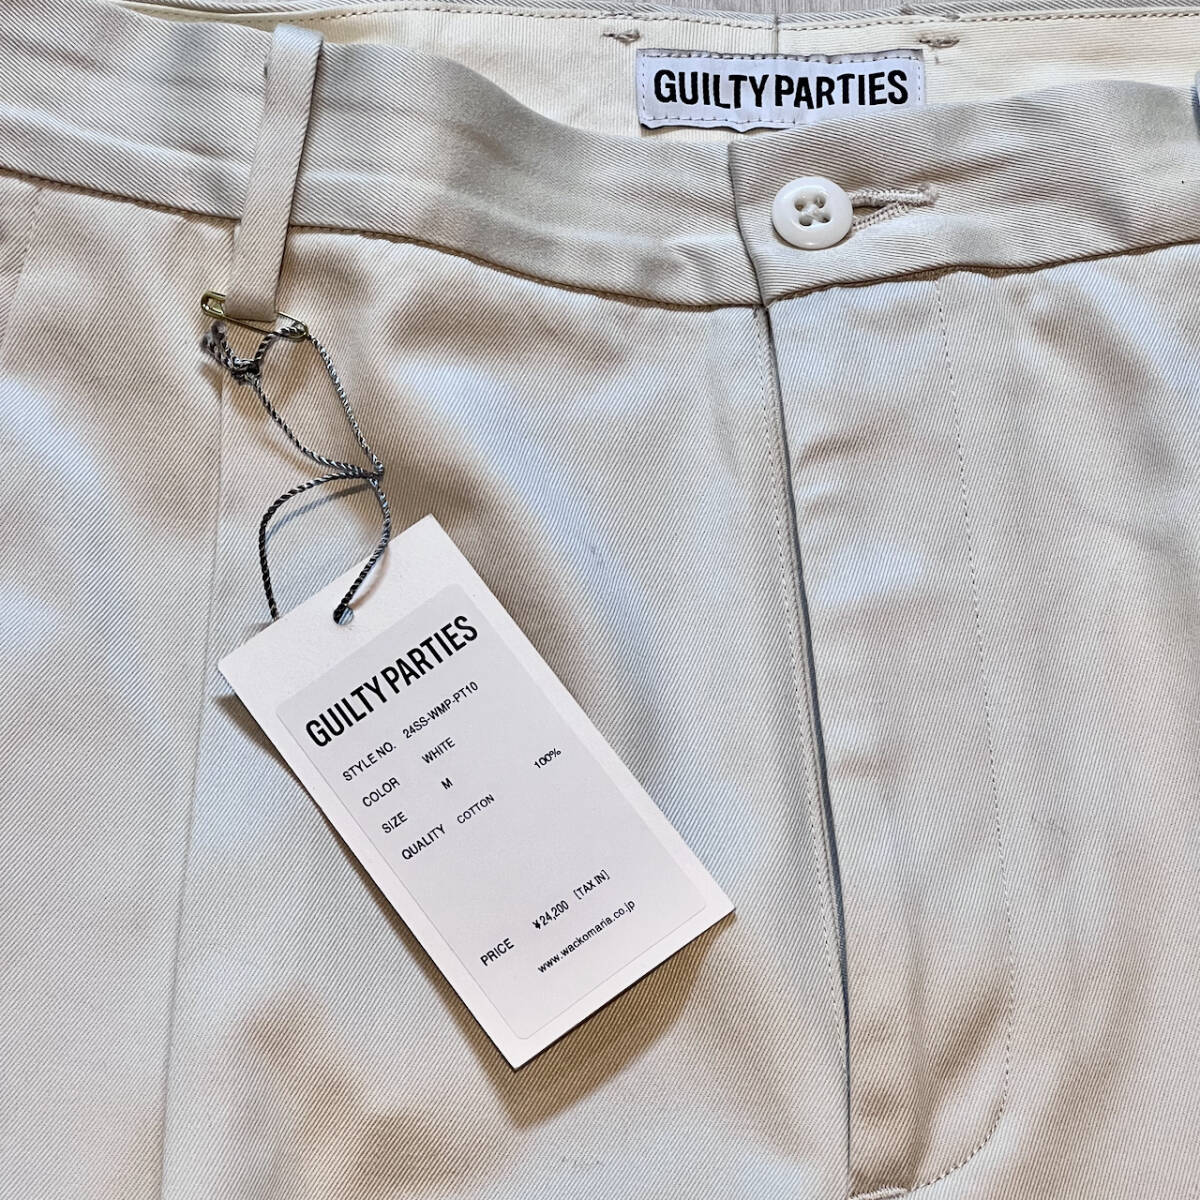 GUILTY PARTIES
GUILTY PARTIES
STYLE NO. 24SS-WMP-PT10
COLOR WHITE
SIZE M
QUALITY COTTON 100%
PRICE ¥24,200 [TAX IN]
www.wackomaria.co.jp